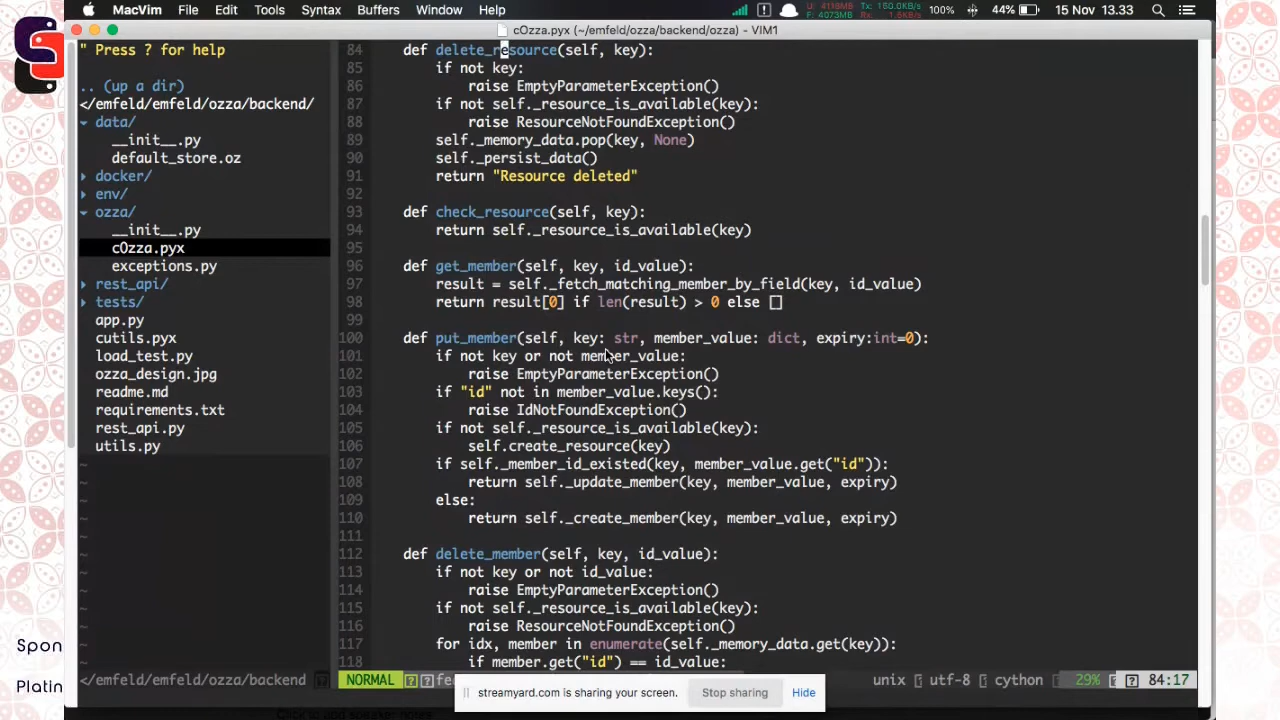 MacVim File Edit Tools Syntax Buffers Window Help U: 4116MB F: 4073MB Tx: 150.0KB/s 100% 44% 15 Nov 13.33
cOzza.pyx (~/emfeld/ozza/backend/ozza) - VIM1
" Press ? for help
.. (up a dir)
</emfeld/emfeld/ozza/backend/
data/
__init__.py
default_store.oz
docker/
env/
ozza/
__init__.py
cOzza.pyx
exceptions.py
rest_api/
tests/
app.py
cutils.pyx
load_test.py
ozza_design.jpg
readme.md
requirements.txt
rest_api.py
utils.py
~
~
~
~
~
~
~
~
~
~
~
~
84 def delete_resource(self, key):
85 if not key:
86 raise EmptyParameterException()
87 if not self._resource_is_available(key):
88 raise ResourceNotFoundException()
89 self._memory_data.pop(key, None)
90 self._persist_data()
91 return "Resource deleted"
92
93 def check_resource(self, key):
94 return self._resource_is_available(key)
95
96 def get_member(self, key, id_value):
97 result = self._fetch_matching_member_by_field(key, id_value)
98 return result[0] if len(result) > 0 else []
99
100 def put_member(self, key: str, member_value: dict, expiry:int=0):
101 if not key or not member_value:
102 raise EmptyParameterException()
103 if "id" not in member_value.keys():
104 raise IdNotFoundException()
105 if not self._resource_is_available(key):
106 self.create_resource(key)
107 if self._member_id_existed(key, member_value.get("id")):
108 return self._update_member(key, member_value, expiry)
109 else:
110 return self._create_member(key, member_value, expiry)
111
112 def delete_member(self, key, id_value):
113 if not key or not id_value:
114 raise EmptyParameterException()
115 if not self._resource_is_available(key):
116 raise ResourceNotFoundException()
117 for idx, member in enumerate(self._memory_data.get(key)):
118 if member.get("id") == id_value:
</emfeld/emfeld/ozza/backend NORMAL unix utf-8 cython 29% 84:17
streamyard.com is sharing your screen. Stop sharing Hide
Spon
Platin